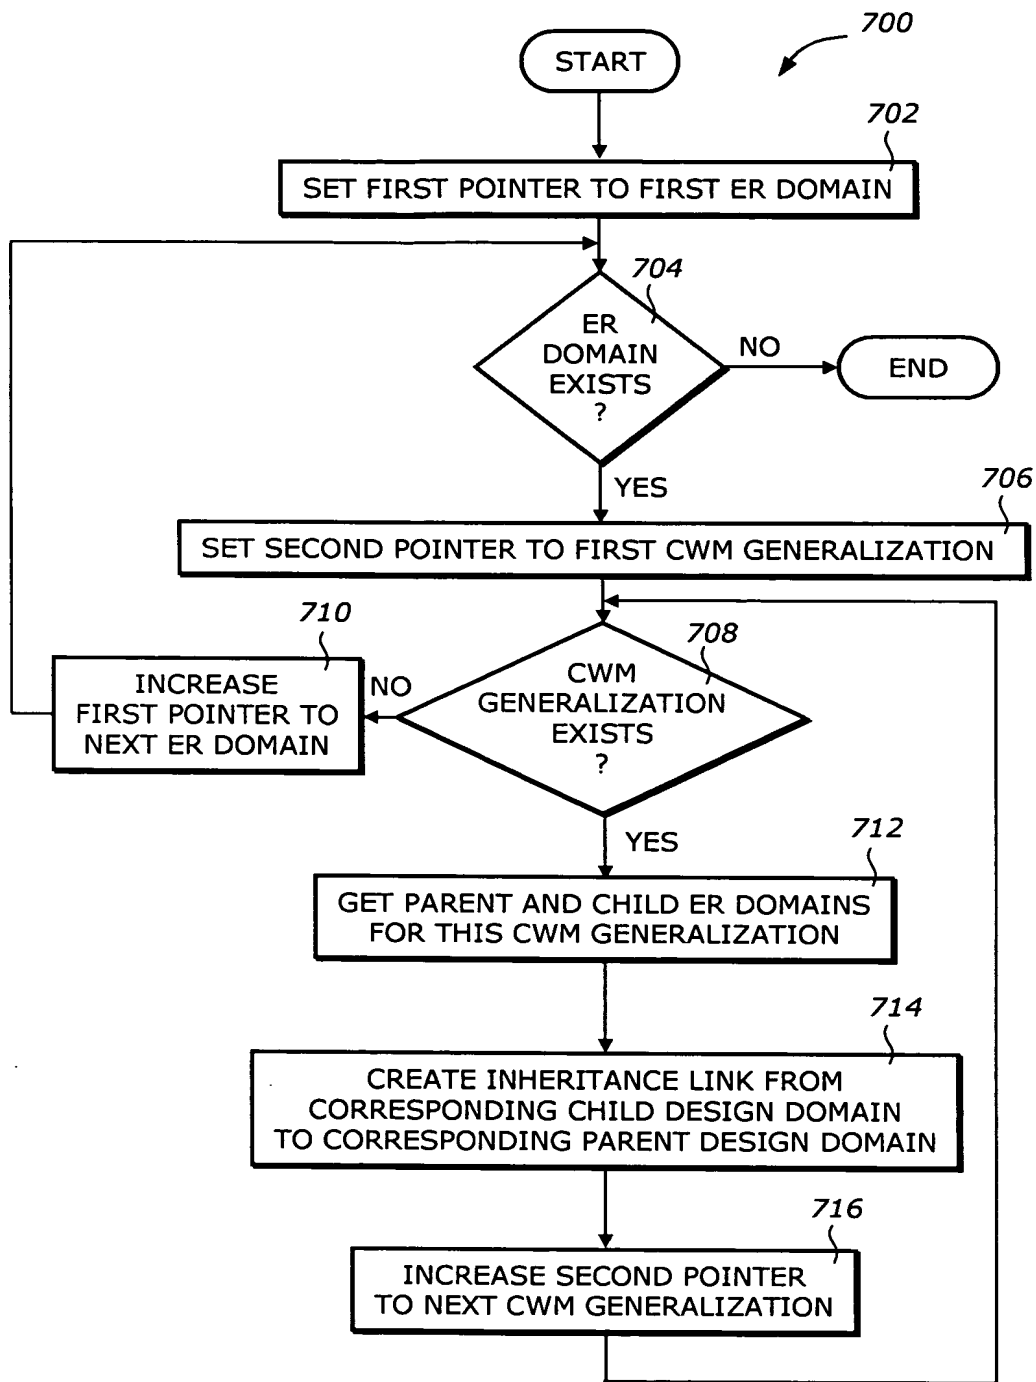 700
START
702
SET FIRST POINTER TO FIRST ER DOMAIN
704
ER
DOMAIN
EXISTS
?
NO
END
YES
706
SET SECOND POINTER TO FIRST CWM GENERALIZATION
710
INCREASE
FIRST POINTER TO
NEXT ER DOMAIN
NO
708
CWM
GENERALIZATION
EXISTS
?
YES
712
GET PARENT AND CHILD ER DOMAINS
FOR THIS CWM GENERALIZATION
714
CREATE INHERITANCE LINK FROM
CORRESPONDING CHILD DESIGN DOMAIN
TO CORRESPONDING PARENT DESIGN DOMAIN
716
INCREASE SECOND POINTER
TO NEXT CWM GENERALIZATION